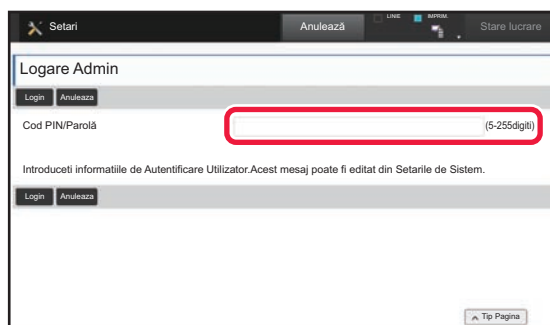 Setari Anulează LINIE IMPRIM. Stare lucrare
Logare Admin
Login Anuleaza
Cod PIN/Parolă (5-255digiti)
Introduceti informatiile de Autentificare Utilizator.Acest mesaj poate fi editat din Setarile de Sistem.
Login Anuleaza
Tip Pagina